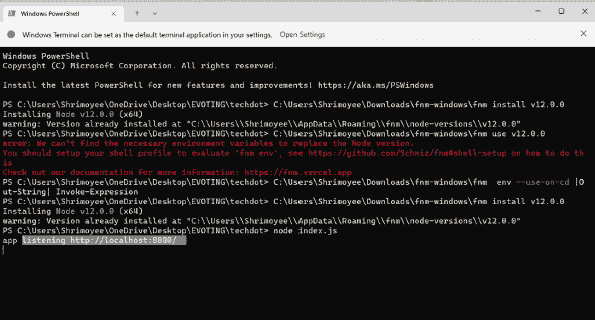 Windows PowerShell
Windows Terminal can be set as the default terminal application in your settings. Open Settings
Windows PowerShell
Copyright (C) Microsoft Corporation. All rights reserved.
Install the latest PowerShell for new features and improvements! https://aka.ms/PSWindows
PS C:\Users\Shrimoyee\OneDrive\Desktop\EVOTING\techdot> C:\Users\Shrimoyee\Downloads\fnm-windows\fnm install v12.0.0
Installing Node v12.0.0 (x64)
warning: Version already installed at "C:\\Users\\Shrimoyee\\AppData\\Roaming\\fnm\\node-versions\\v12.0.0"
PS C:\Users\Shrimoyee\OneDrive\Desktop\EVOTING\techdot> C:\Users\Shrimoyee\Downloads\fnm-windows\fnm use v12.0.0
error: We can't find the necessary environment variables to replace the Node version.
You should setup your shell profile to evaluate `fnm env`, see https://github.com/Schniz/fnm#shell-setup on how to do th
is
Check out our documentation for more information: https://fnm.vercel.app
PS C:\Users\Shrimoyee\OneDrive\Desktop\EVOTING\techdot> C:\Users\Shrimoyee\Downloads\fnm-windows\fnm env --use-on-cd |O
ut-String| Invoke-Expression
PS C:\Users\Shrimoyee\OneDrive\Desktop\EVOTING\techdot> C:\Users\Shrimoyee\Downloads\fnm-windows\fnm install v12.0.0
Installing Node v12.0.0 (x64)
warning: Version already installed at "C:\\Users\\Shrimoyee\\AppData\\Roaming\\fnm\\node-versions\\v12.0.0"
PS C:\Users\Shrimoyee\OneDrive\Desktop\EVOTING\techdot> node index.js
app listening http://localhost:8080/